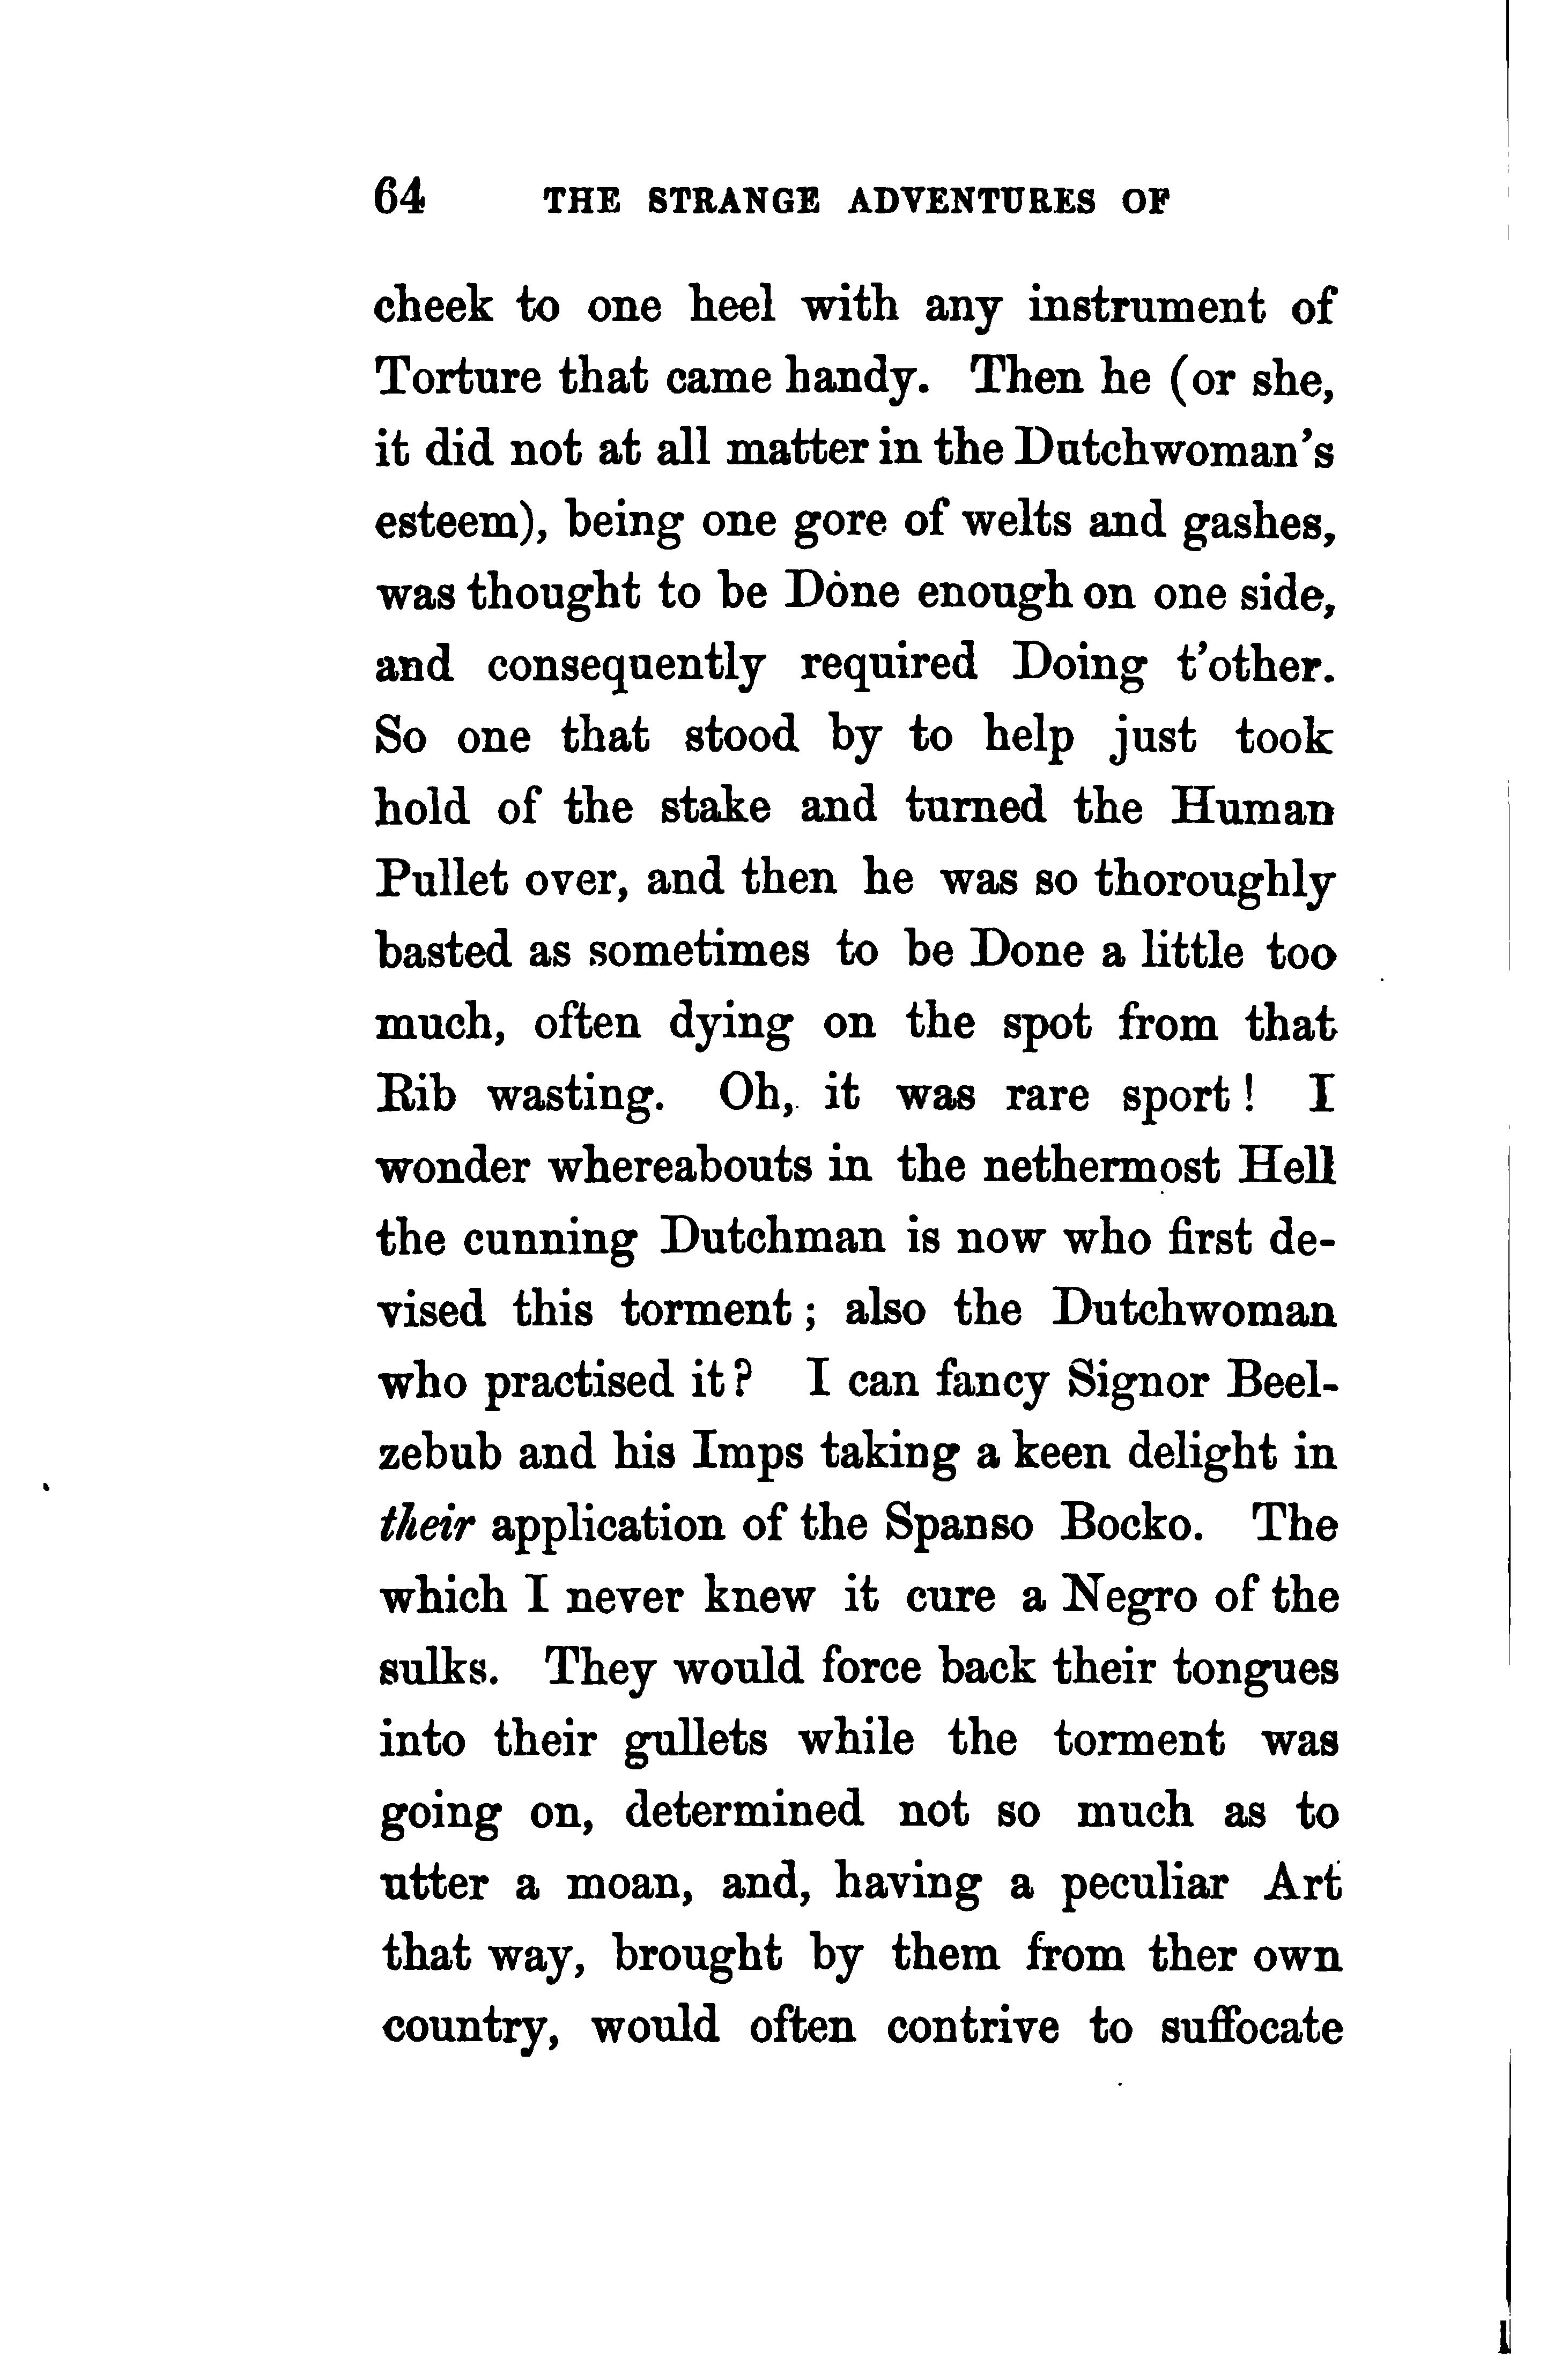 64 THE STRANGE ADVENTURES OF
cheek to one heel with any instrument of
Torture that came handy. Then he (or she,
it did not at all matter in the Dutchwoman's
esteem), being one gore of welts and gashes,
was thought to be Done enough on one side,
and consequently required Doing t'other.
So one that stood by to help just took
hold of the stake and turned the Human
Pullet over, and then he was so thoroughly
basted as sometimes to be Done a little too
much, often dying on the spot from that
Rib wasting. Oh, it was rare sport! I
wonder whereabouts in the nethermost Hell
the cunning Dutchman is now who first de-
vised this torment; also the Dutchwoman
who practised it? I can fancy Signor Beel-
zebub and his Imps taking a keen delight in
their application of the Spanso Bocko. The
which I never knew it cure a Negro of the
sulks. They would force back their tongues
into their gullets while the torment was
going on, determined not so much as to
utter a moan, and, having a peculiar Art
that way, brought by them from ther own
country, would often contrive to suffocate